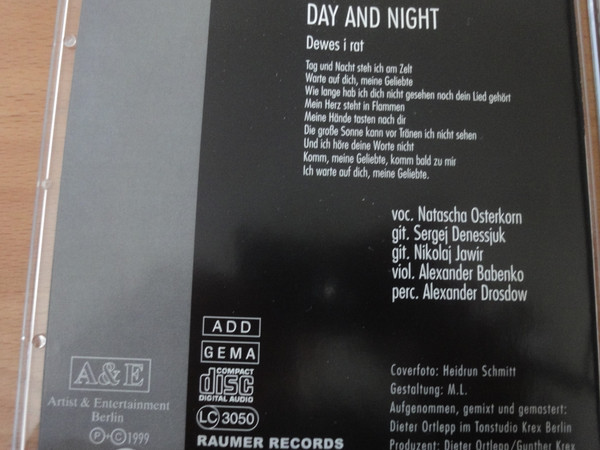 DAY AND NIGHT
Dewes i rat
Tag und Nacht steh ich am Zelt
Warte auf dich, meine Geliebte
Wie lange hab ich dich nicht gesehen noch dein Lied gehört
Mein Herz steht in Flammen
Meine Hände tasten nach dir
Die große Sonne kann vor Tränen ich nicht sehen
Und ich höre deine Worte nicht
Komm, meine Geliebte, komm bald zu mir
Ich warte auf dich, meine Geliebte.
voc. Natascha Osterkorn
git. Sergej Denessjuk
git. Nikolaj Jawir
viol. Alexander Babenko
perc. Alexander Drosdow
ADD
GEMA
COMPACT
disc
DIGITAL AUDIO
LC 3050
RAUMER RECORDS
A&E
Artist & Entertainment
Berlin
Ⓟ+Ⓒ 1999
Coverfoto: Heidrun Schmitt
Gestaltung: M.L.
Aufgenommen, gemixt und gemastert:
Dieter Ortlepp im Tonstudio Krex Berlin
Produzent: Dieter Ortlepp/Gunther Krex